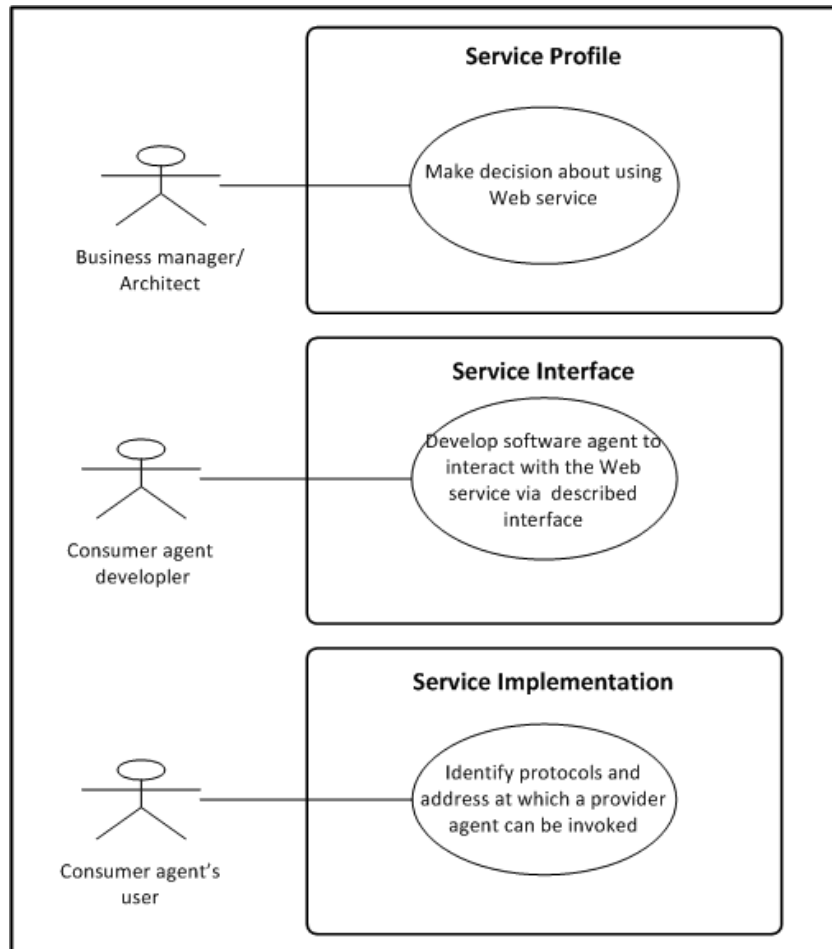 Service Profile
Make decision about using
Web service
Business manager/
Architect
Service Interface
Develop software agent to
interact with the Web
service via described
interface
Consumer agent
developler
Service Implementation
Identify protocols and
address at which a provider
agent can be invoked
Consumer agent's
user